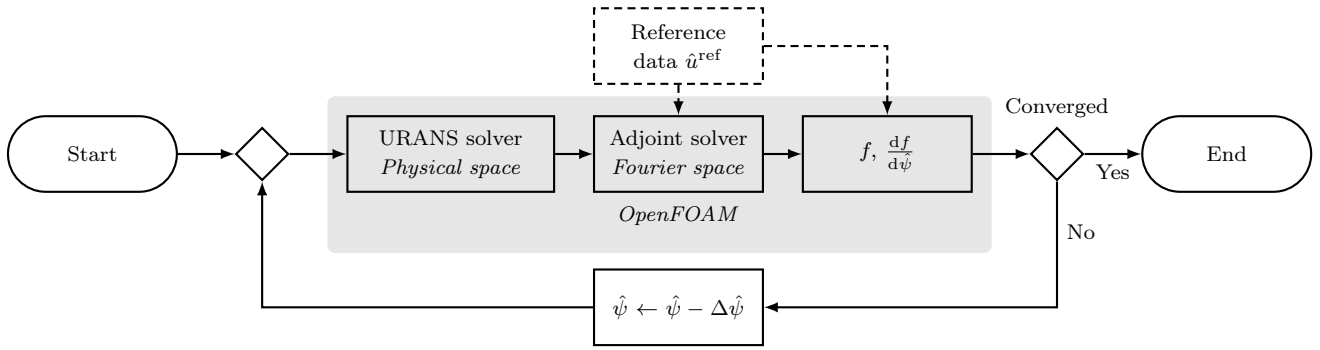 Reference
data û^ref
Converged
Start
URANS solver
Physical space
Adjoint solver
Fourier space
f, df/dψ̂
End
Yes
OpenFOAM
No
ψ̂ ← ψ̂ − Δψ̂